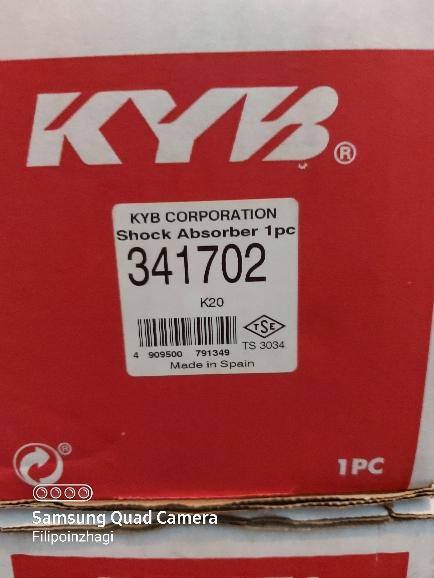 KYB®
KYB CORPORATION
Shock Absorber 1pc
341702
K20
TSE
4 909500 791349
TS 3034
Made in Spain
®
1PC
Samsung Quad Camera
Filipoinzhagi